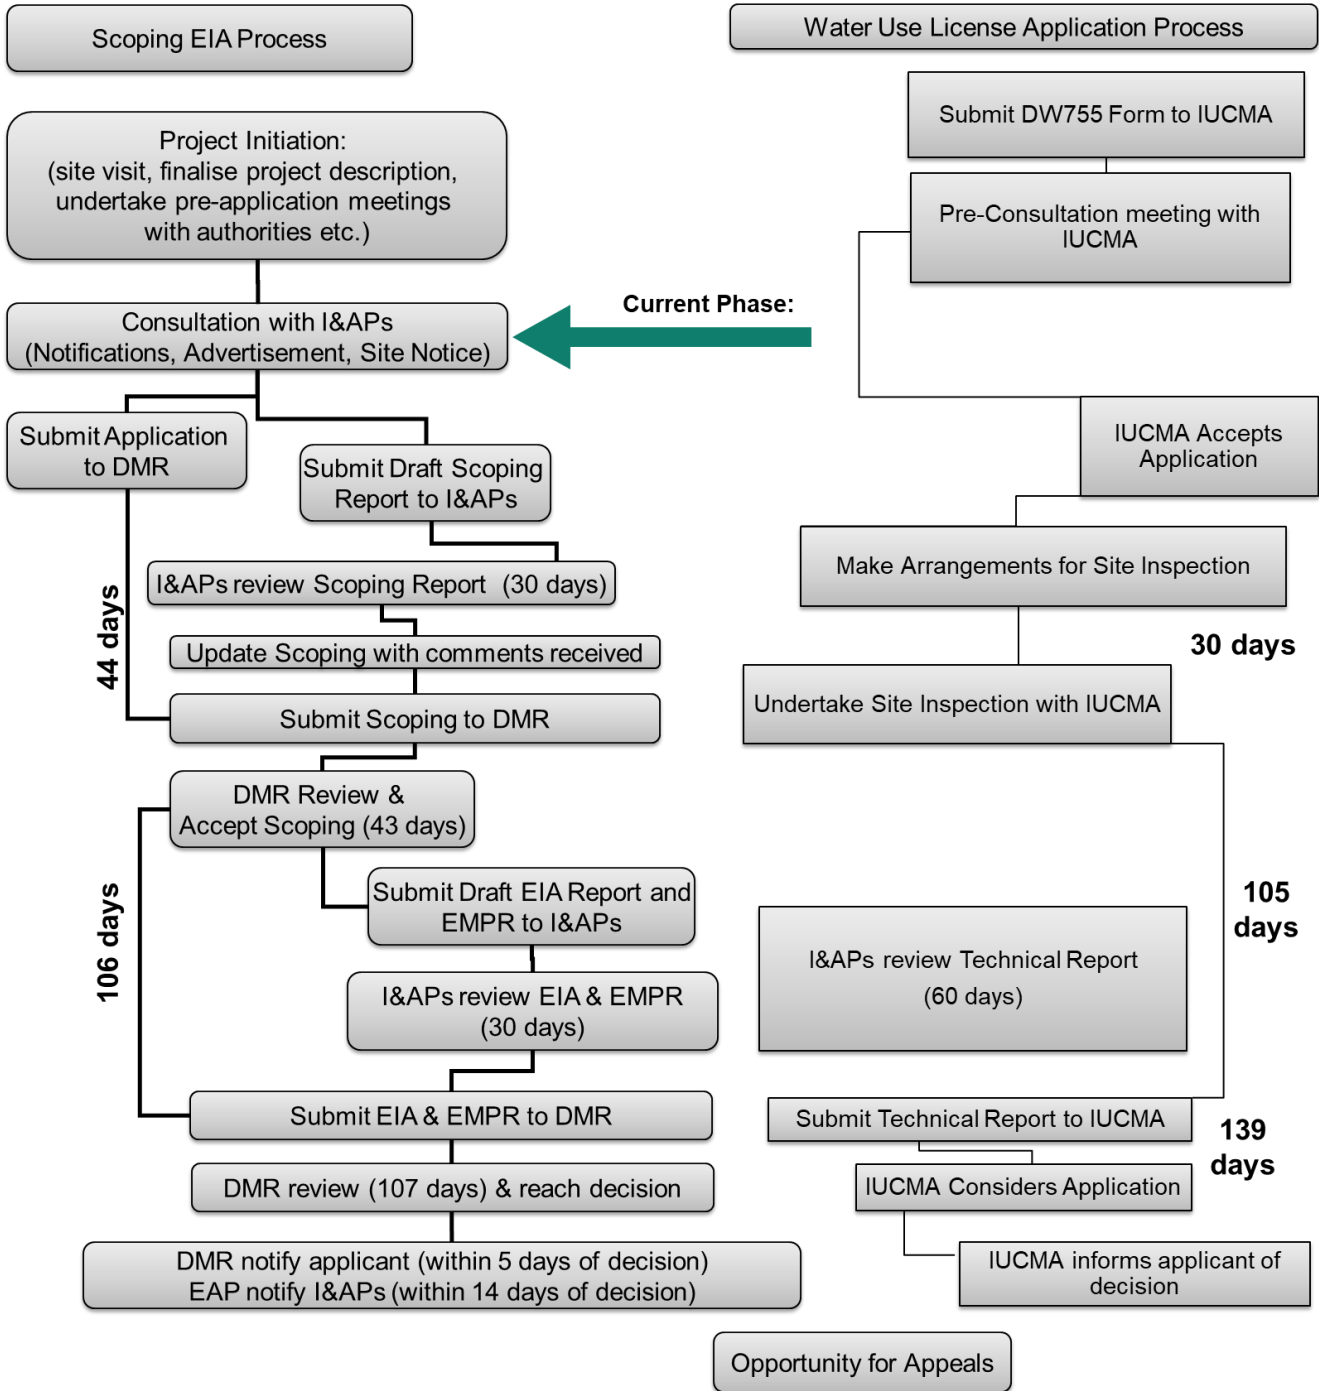 Scoping EIA Process
Project Initiation:
(site visit, finalise project description,
undertake pre-application meetings
with authorities etc.)
Consultation with I&APs
(Notifications, Advertisement, Site Notice)
Current Phase:
Submit Application
to DMR
Submit Draft Scoping
Report to I&APs
I&APs review Scoping Report (30 days)
44 days
Update Scoping with comments received
Submit Scoping to DMR
DMR Review &
Accept Scoping (43 days)
Submit Draft EIA Report and
EMPR to I&APs
106 days
I&APs review EIA & EMPR
(30 days)
Submit EIA & EMPR to DMR
DMR review (107 days) & reach decision
DMR notify applicant (within 5 days of decision)
EAP notify I&APs (within 14 days of decision)
Water Use License Application Process
Submit DW755 Form to IUCMA
Pre-Consultation meeting with
IUCMA
IUCMA Accepts
Application
Make Arrangements for Site Inspection
30 days
Undertake Site Inspection with IUCMA
105
days
I&APs review Technical Report
(60 days)
Submit Technical Report to IUCMA
139
days
IUCMA Considers Application
IUCMA informs applicant of
decision
Opportunity for Appeals